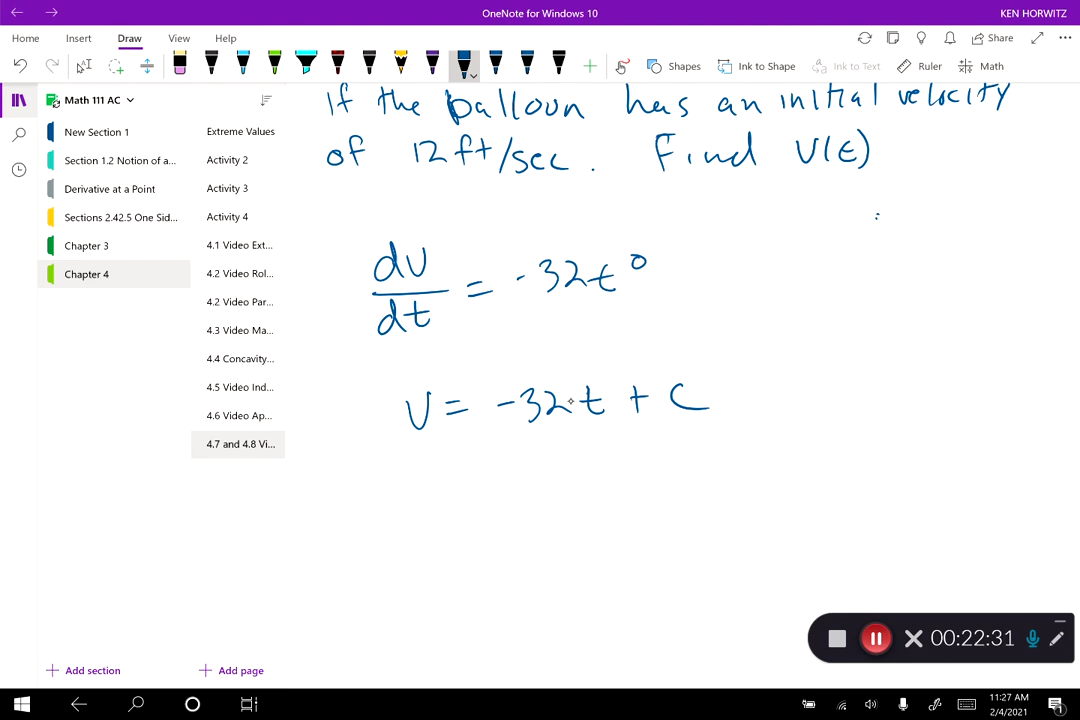 OneNote for Windows 10
KEN HORWITZ
Home Insert Draw View Help
Share
Shapes Ink to Shape Ink to Text Ruler Math
Math 111 AC
New Section 1
Section 1.2 Notion of a...
Derivative at a Point
Sections 2.42.5 One Sid...
Chapter 3
Chapter 4
Extreme Values
Activity 2
Activity 3
Activity 4
4.1 Video Ext...
4.2 Video Rol...
4.2 Video Par...
4.3 Video Ma...
4.4 Concavity...
4.5 Video Ind...
4.6 Video Ap...
4.7 and 4.8 Vi...
If the balloun has an initial velocity
of 12 ft/sec. Find V(t)
dv/dt = -32t⁰
V = -32t + C
00:22:31
Add section
Add page
11:27 AM
2/4/2021
1